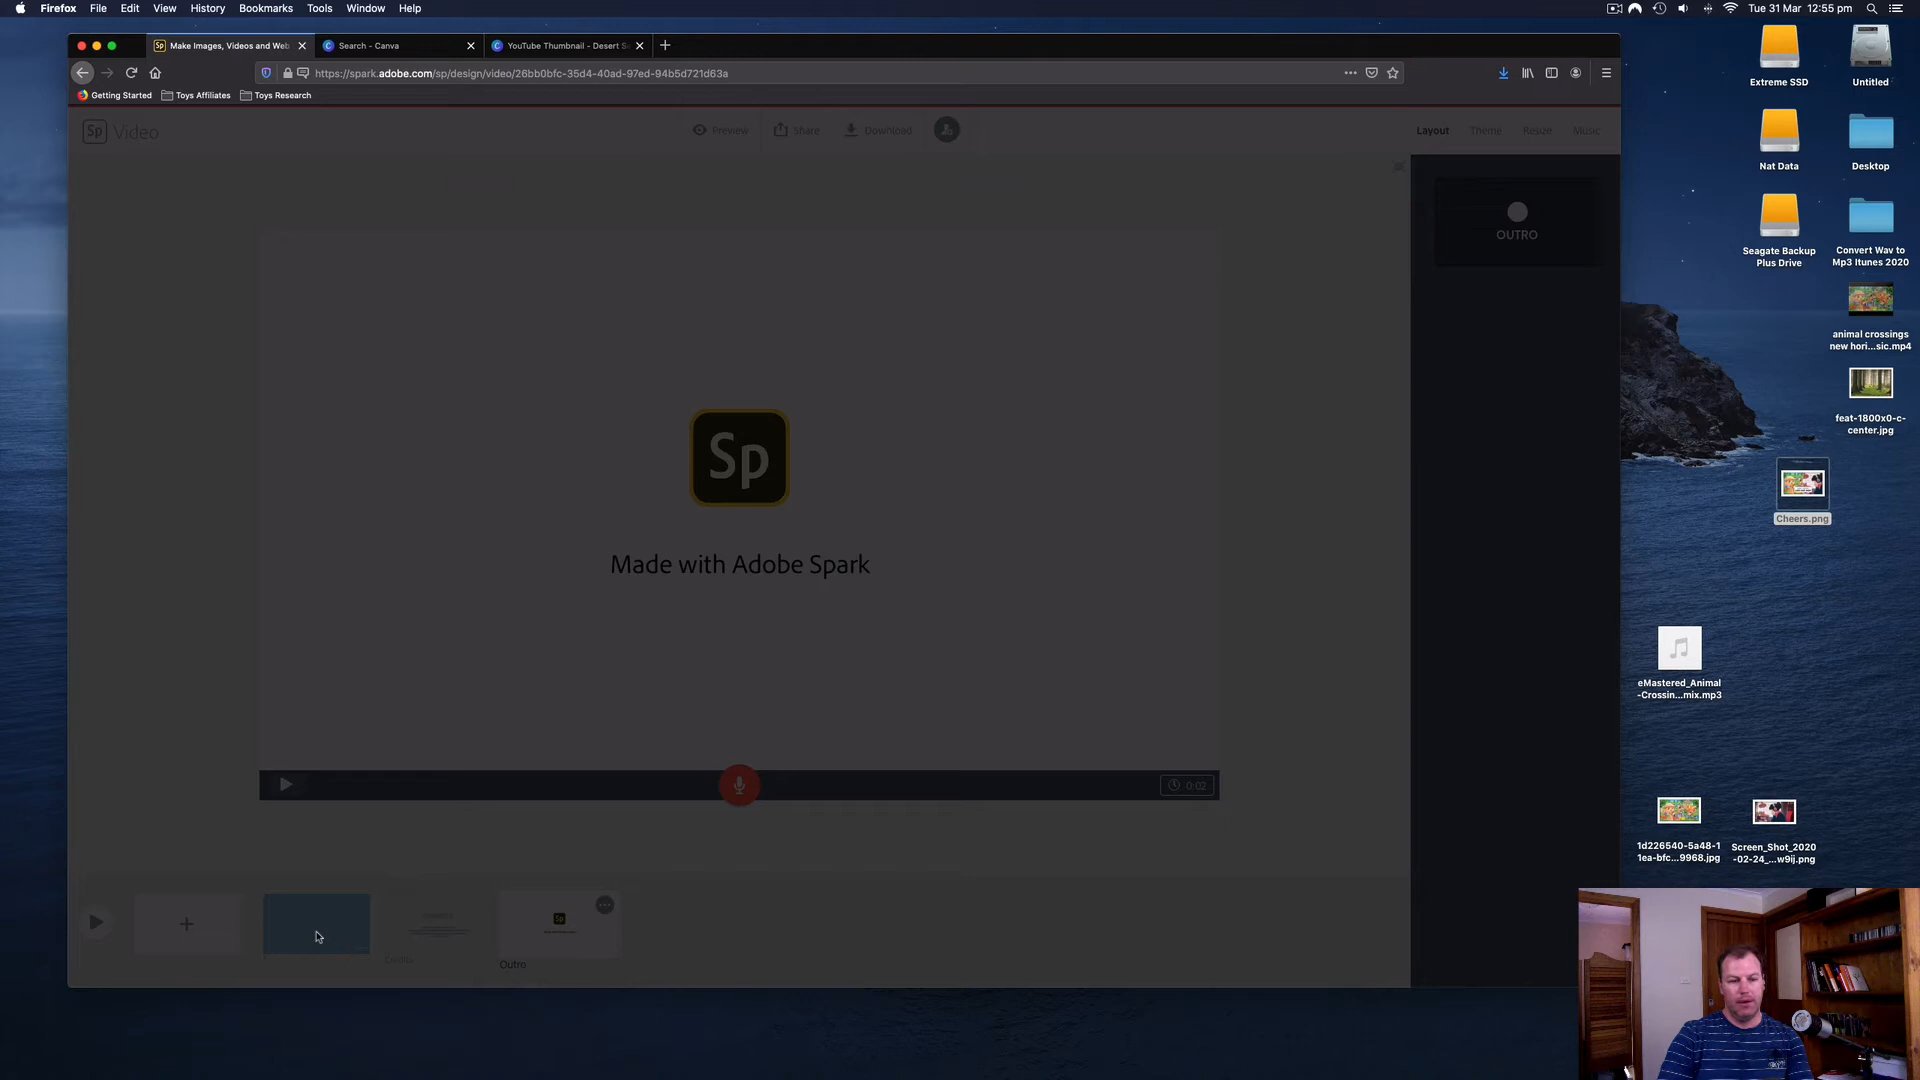 Firefox File Edit View History Bookmarks Tools Window Help
Tue 31 Mar 12:55 pm
Make Images, Videos and Web
Search - Canva
YouTube Thumbnail - Desert S
https://spark.adobe.com/sp/design/video/26bb0bfc-35d4-40ad-97ed-94b5d721d63a
Getting Started
Toys Affiliates
Toys Research
Sp Video
Preview
Share
Download
Layout
Theme
Resize
Music
OUTRO
Sp
Made with Adobe Spark
0:02
Credits
Outro
Extreme SSD
Untitled
Nat Data
Desktop
Seagate Backup
Plus Drive
Convert Wav to
Mp3 Itunes 2020
animal crossings
new hori...sic.mp4
feat-1800x0-c-
center.jpg
Cheers.png
eMastered_Animal
-Crossin...mix.mp3
1d226540-5a48-1
1ea-bfc...9968.jpg
Screen_Shot_2020
-02-24_...w9ij.png